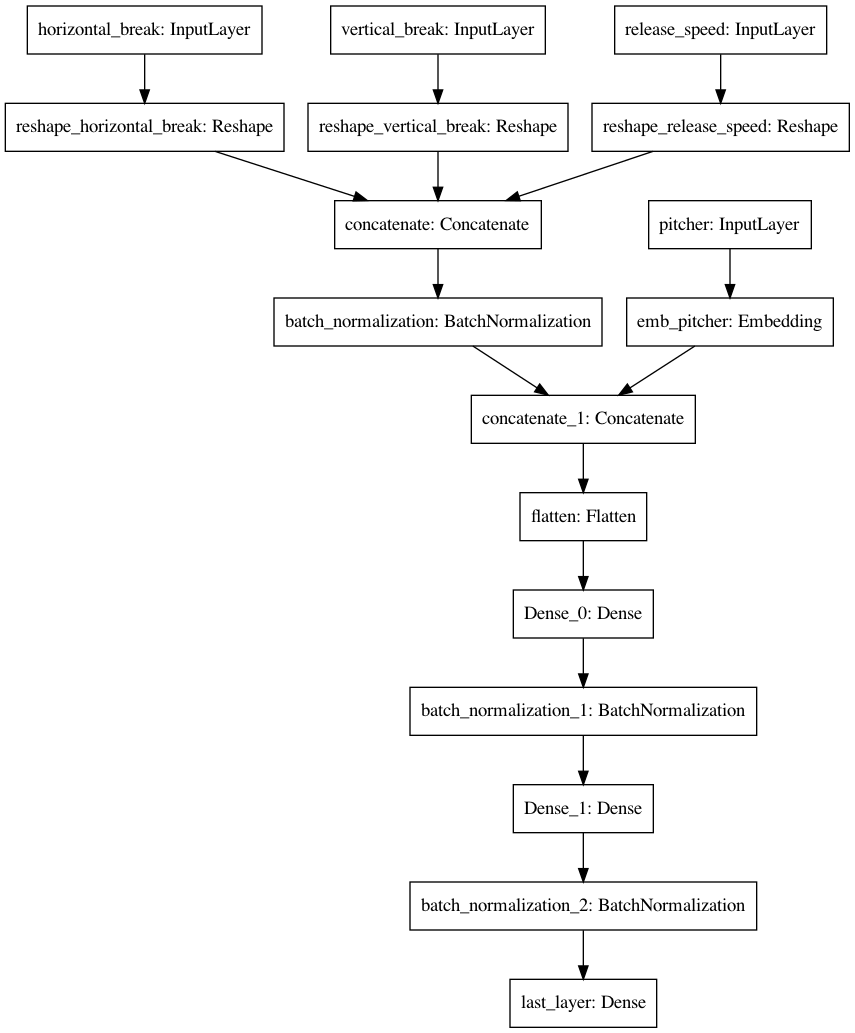 horizontal_break: InputLayer
vertical_break: InputLayer
release_speed: InputLayer
reshape_horizontal_break: Reshape
reshape_vertical_break: Reshape
reshape_release_speed: Reshape
concatenate: Concatenate
pitcher: InputLayer
batch_normalization: BatchNormalization
emb_pitcher: Embedding
concatenate_1: Concatenate
flatten: Flatten
Dense_0: Dense
batch_normalization_1: BatchNormalization
Dense_1: Dense
batch_normalization_2: BatchNormalization
last_layer: Dense